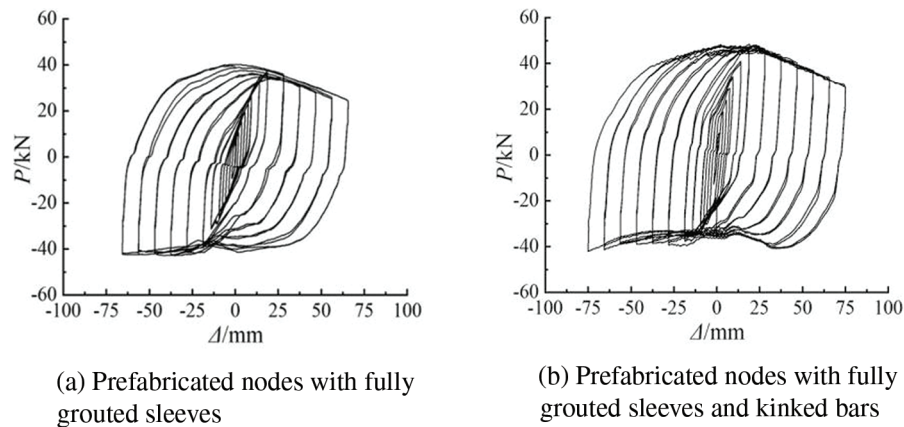 60
40
20
0
-20
-40
-60
P/kN
-100 -75 -50 -25 0 25 50 75 100
Δ/mm
(a) Prefabricated nodes with fully
grouted sleeves
60
40
20
0
-20
-40
-60
P/kN
-100 -75 -50 -25 0 25 50 75 100
Δ/mm
(b) Prefabricated nodes with fully
grouted sleeves and kinked bars